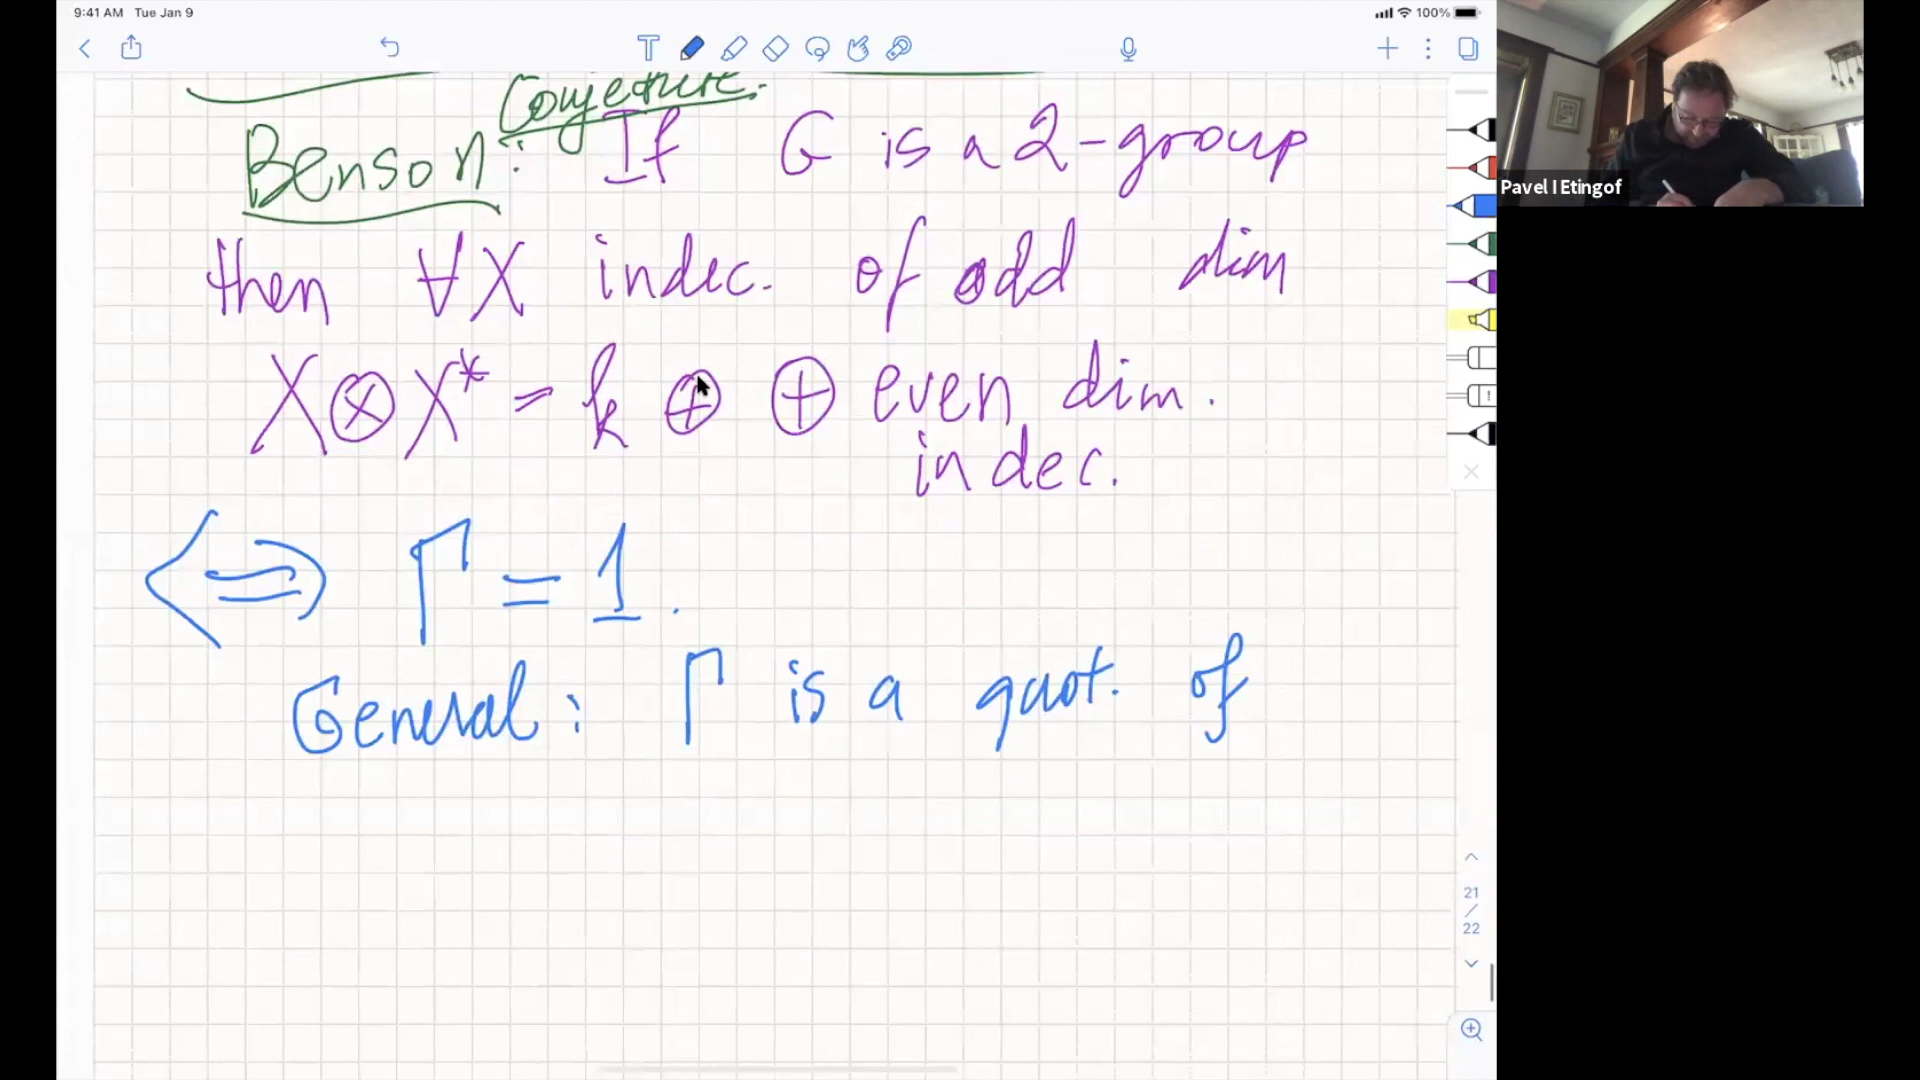 9:41 AM Tue Jan 9
100%
Conjecture.
Benson: If G is a 2-group
then ∀X indec. of odd dim
X⊗X* = k ⊕ ⊕ even dim.
indec.
⟺ Γ = 1.
General: Γ is a quot. of
Pavel I Etingof
21
/
22